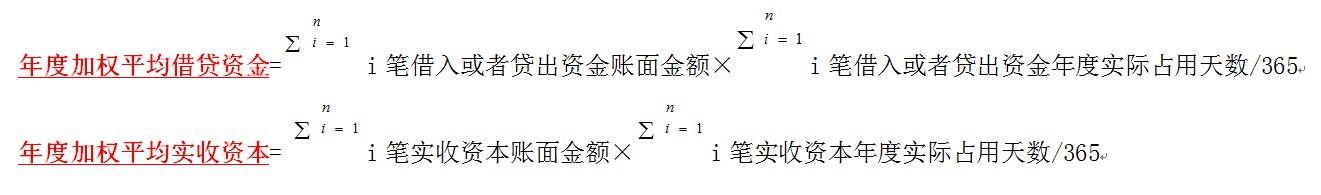 年度加权平均借贷资金=∑ n i = 1 i 笔借入或者贷出资金账面金额×∑ n i = 1 i 笔借入或者贷出资金年度实际占用天数/365
年度加权平均实收资本=∑ n i = 1 i 笔实收资本账面金额×∑ n i = 1 i 笔实收资本年度实际占用天数/365